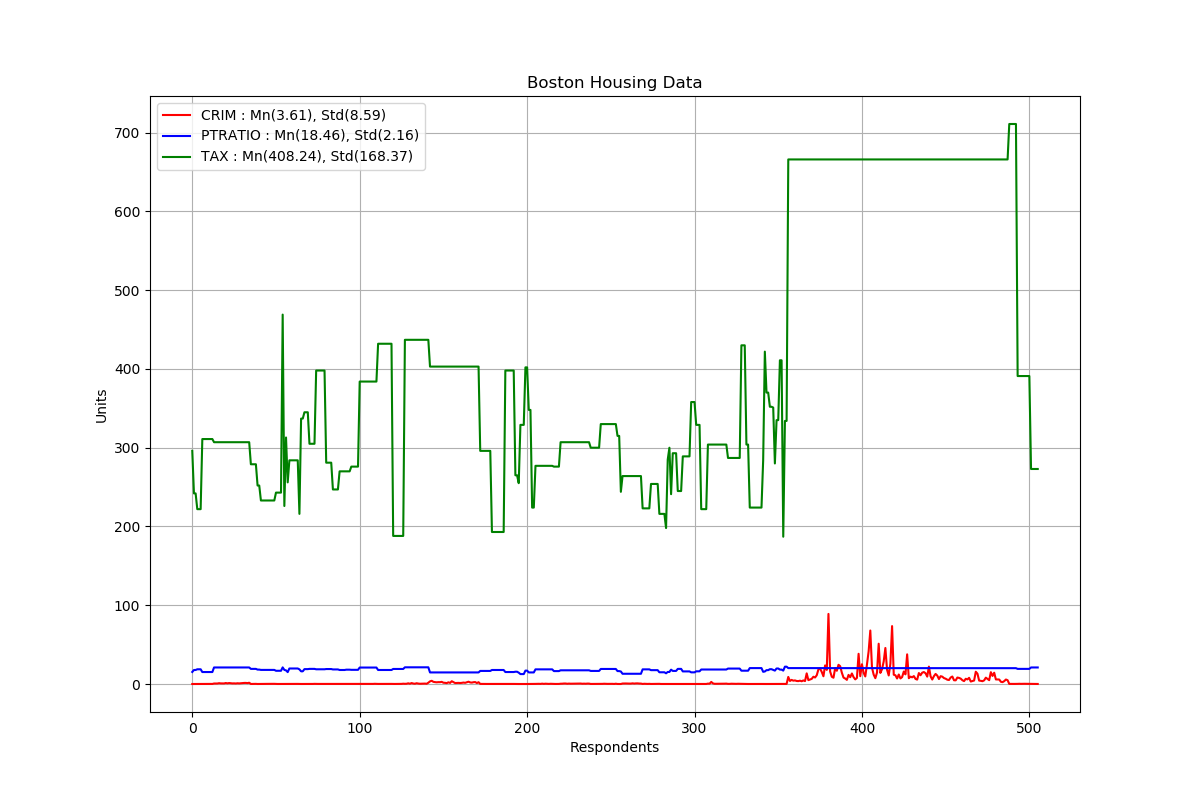 Boston Housing Data
CRIM : Mn(3.61), Std(8.59)
PTRATIO : Mn(18.46), Std(2.16)
TAX : Mn(408.24), Std(168.37)
700
600
500
400
300
200
100
0
Units
0 100 200 300 400 500
Respondents